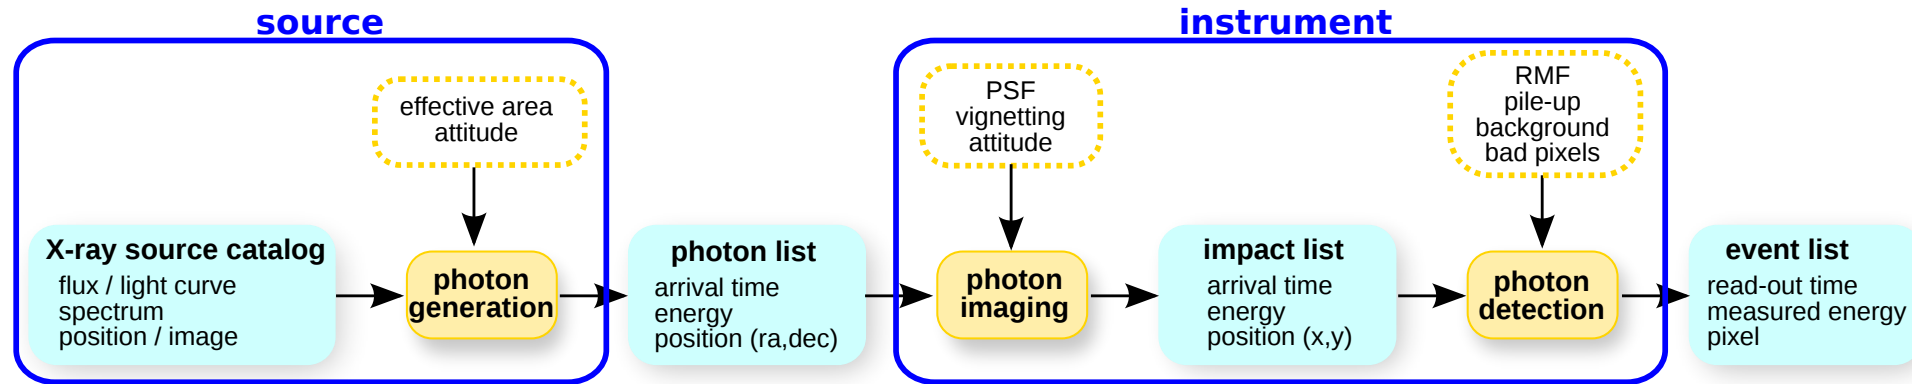 source
instrument
effective area
attitude
PSF
vignetting
attitude
RMF
pile-up
background
bad pixels
X-ray source catalog
flux / light curve
spectrum
position / image
photon
generation
photon list
arrival time
energy
position (ra,dec)
photon
imaging
impact list
arrival time
energy
position (x,y)
photon
detection
event list
read-out time
measured energy
pixel